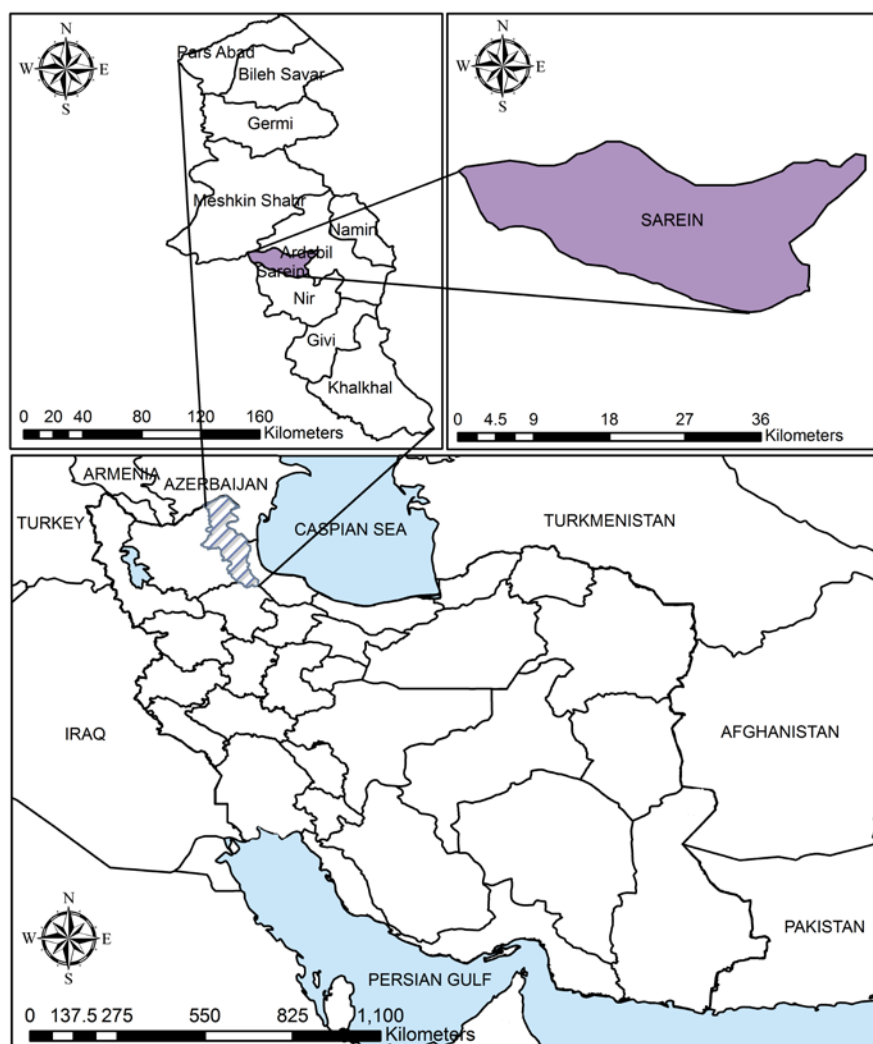 N
W E
S
Pars Abad
Bileh Savar
Germi
Meshkin Shahr
Namin
Ardebil
Sarein
Nir
Givi
Khalkhal
0 20 40 80 120 160
Kilometers
N
W E
S
SAREIN
0 4.5 9 18 27 36
Kilometers
ARMENIA
AZERBAIJAN
TURKEY
CASPIAN SEA
TURKMENISTAN
IRAQ
AFGHANISTAN
PAKISTAN
PERSIAN GULF
N
W E
S
0 137.5 275 550 825 1,100
Kilometers